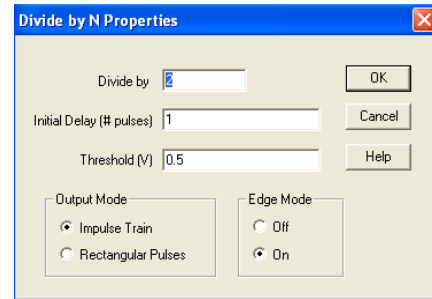 Divide by N Properties
Divide by 2 OK
Initial Delay (# pulses) 1 Cancel
Threshold (V) 0.5 Help
Output Mode Edge Mode
Impulse Train Off
Rectangular Pulses On